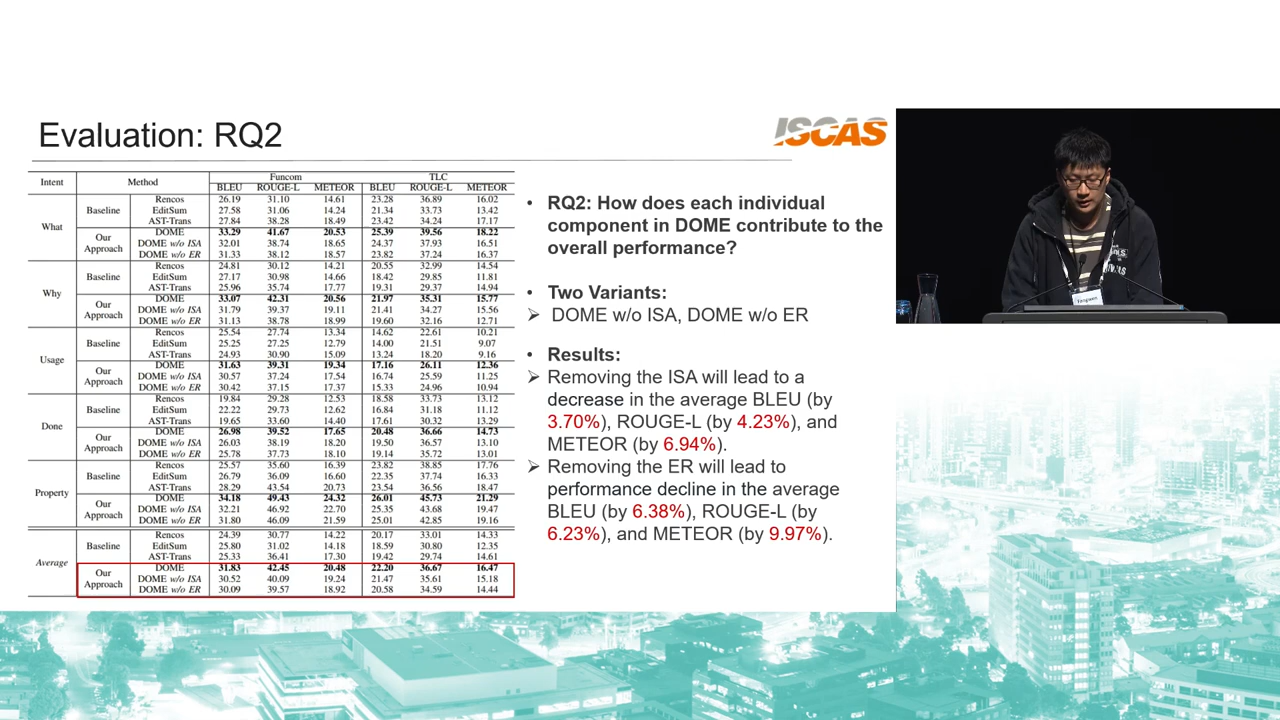 Evaluation: RQ2
ISCAS
Intent Method Funcom TLC
BLEU ROUGE-L METEOR BLEU ROUGE-L METEOR
What Baseline Rencos 26.19 31.10 14.61 23.28 36.89 16.02
EditSum 27.58 31.06 14.24 21.34 33.73 13.42
AST-Trans 27.84 38.28 18.49 23.42 34.24 17.17
Our Approach DOME 33.29 41.67 20.53 25.39 39.56 18.22
DOME w/o ISA 32.01 38.74 18.65 24.37 37.93 16.51
DOME w/o ER 31.33 38.12 18.57 23.82 37.24 16.37
Why Baseline Rencos 24.81 30.12 14.21 20.55 32.99 14.54
EditSum 27.17 30.98 14.66 18.42 29.85 11.81
AST-Trans 25.96 35.74 17.77 19.31 29.37 14.94
Our Approach DOME 33.07 42.31 20.56 21.97 35.31 15.77
DOME w/o ISA 31.79 39.37 19.11 21.41 34.27 15.56
DOME w/o ER 31.13 38.78 18.99 19.60 32.16 12.71
Usage Baseline Rencos 25.54 27.74 13.34 14.62 22.61 10.21
EditSum 25.25 27.25 12.79 14.00 21.51 9.07
AST-Trans 24.93 30.90 15.09 13.24 18.20 9.16
Our Approach DOME 31.63 39.31 19.34 17.16 26.11 12.36
DOME w/o ISA 30.57 37.24 17.54 16.74 25.59 11.25
DOME w/o ER 30.42 37.15 17.37 15.33 24.96 10.94
Done Baseline Rencos 19.84 29.28 12.53 18.58 33.73 13.12
EditSum 22.22 29.73 12.62 16.84 31.18 11.12
AST-Trans 19.65 33.60 14.40 17.61 30.32 13.29
Our Approach DOME 26.98 39.52 17.65 20.48 36.66 14.73
DOME w/o ISA 26.03 38.19 18.20 19.50 36.57 13.10
DOME w/o ER 25.78 37.73 18.10 19.14 35.72 13.01
Property Baseline Rencos 25.57 35.60 16.39 23.82 38.85 17.76
EditSum 26.79 36.09 16.60 22.35 37.74 16.33
AST-Trans 28.29 43.54 20.73 23.54 36.56 18.47
Our Approach DOME 34.18 49.43 24.32 26.01 45.73 21.29
DOME w/o ISA 32.21 46.92 22.70 25.35 43.68 19.47
DOME w/o ER 31.80 46.09 21.59 25.01 42.85 19.16
Average Baseline Rencos 24.39 30.77 14.22 20.17 33.01 14.33
EditSum 25.80 31.02 14.18 18.59 30.80 12.35
AST-Trans 25.33 36.41 17.30 19.42 29.74 14.61
Our Approach DOME 31.83 42.45 20.48 22.20 36.67 16.47
DOME w/o ISA 30.52 40.09 19.24 21.47 35.61 15.18
DOME w/o ER 30.09 39.57 18.92 20.58 34.59 14.44
• RQ2: How does each individual
component in DOME contribute to the
overall performance?
• Two Variants:
➢ DOME w/o ISA, DOME w/o ER
• Results:
➢ Removing the ISA will lead to a
decrease in the average BLEU (by
3.70%), ROUGE-L (by 4.23%), and
METEOR (by 6.94%).
➢ Removing the ER will lead to
performance decline in the average
BLEU (by 6.38%), ROUGE-L (by
6.23%), and METEOR (by 9.97%).